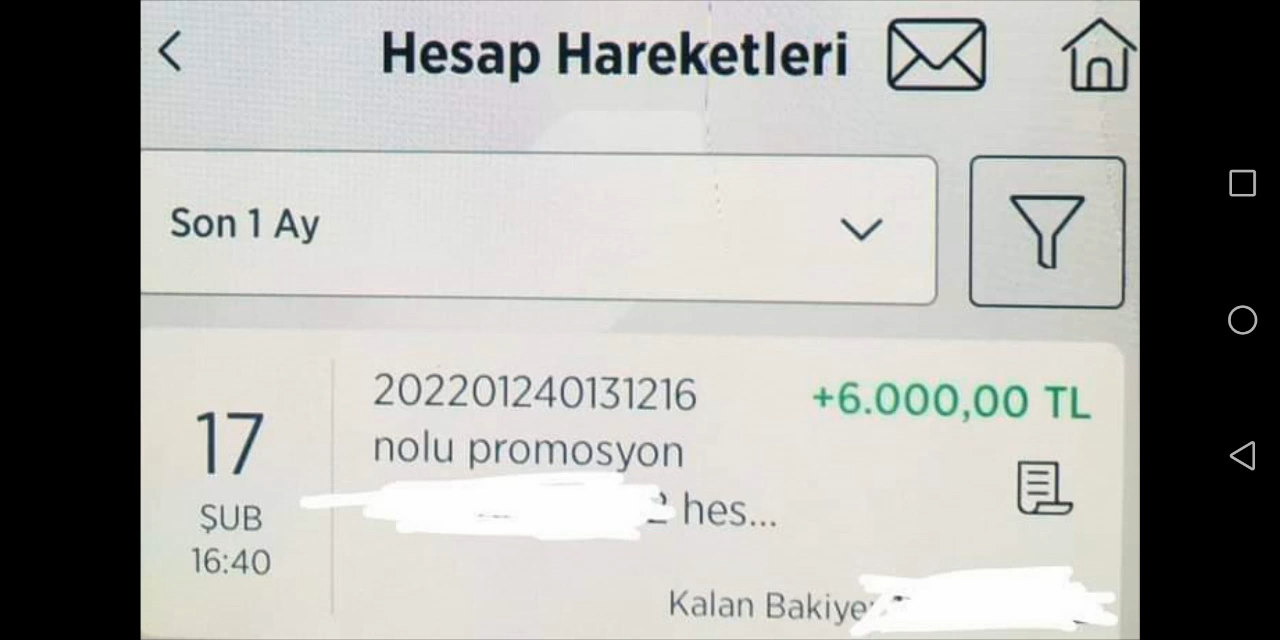 Hesap Hareketleri
Son 1 Ay
17
ŞUB
16:40
202201240131216
nolu promosyon
hes...
+6.000,00 TL
Kalan Bakiye